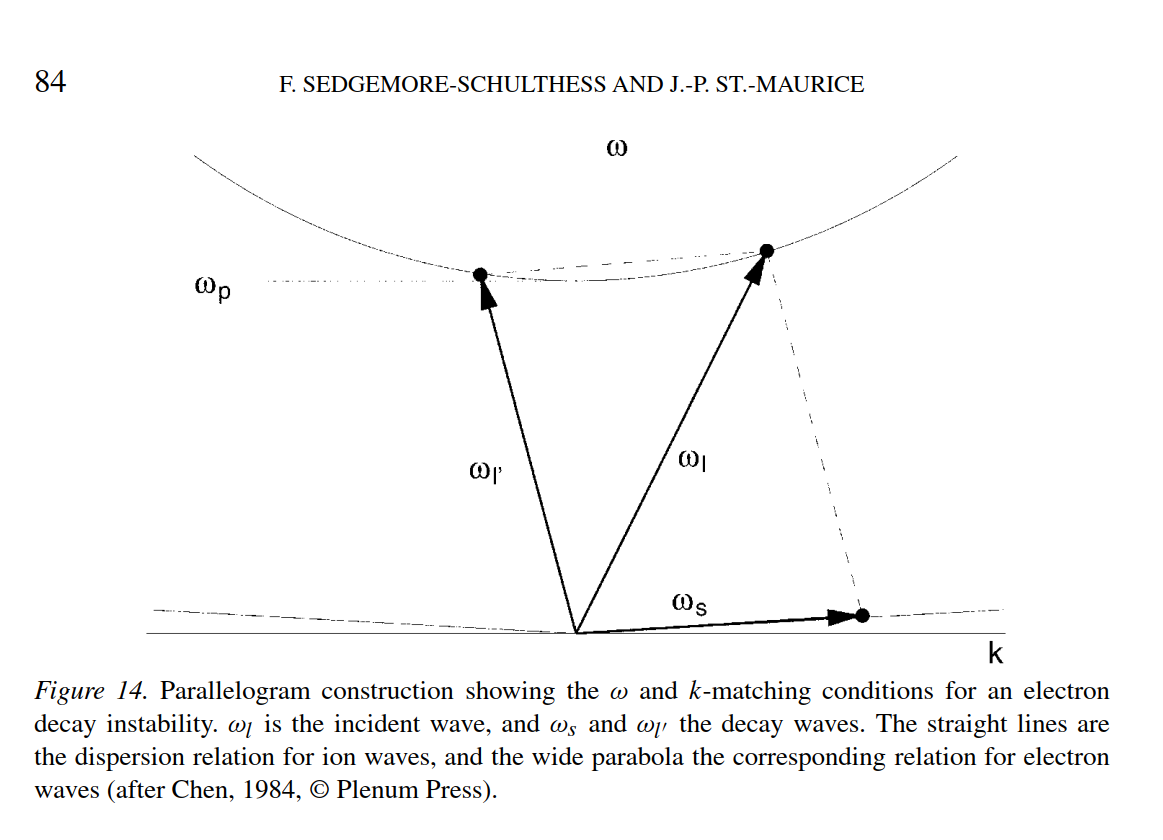 84
F. SEDGEMORE-SCHULTHESS AND J.-P. ST.-MAURICE
ω
ωp
ωl'
ωl
ωs
k
Figure 14. Parallelogram construction showing the ω and k-matching conditions for an electron
decay instability. ωl is the incident wave, and ωs and ωl′ the decay waves. The straight lines are
the dispersion relation for ion waves, and the wide parabola the corresponding relation for electron
waves (after Chen, 1984, © Plenum Press).